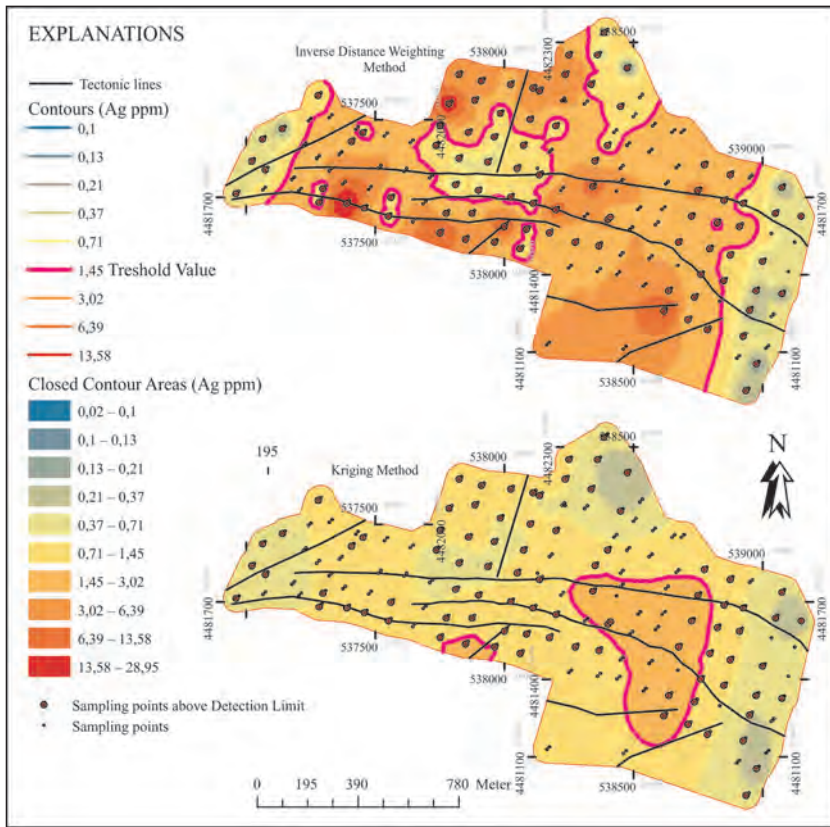 EXPLANATIONS
Tectonic lines
Contours (Ag ppm)
0,1
0,13
0,21
0,37
0,71
1,45 Treshold Value
3,02
6,39
13,58
Closed Contour Areas (Ag ppm)
0,02 – 0,1
0,1 – 0,13
0,13 – 0,21
0,21 – 0,37
0,37 – 0,71
0,71 – 1,45
1,45 – 3,02
3,02 – 6,39
6,39 – 13,58
13,58 – 28,95
Sampling points above Detection Limit
Sampling points
Inverse Distance Weighting
Method
538000
4482300
538500
537500
4482000
539000
4481700
4481700
537500
538000
4481400
4481400
4481100
4481100
538500
195
Kriging Method
538000
4482300
538500
N
537500
4482000
539000
4481700
4481700
537500
538000
4481400
4481400
4481100
4481100
538500
0 195 390 780 Meter